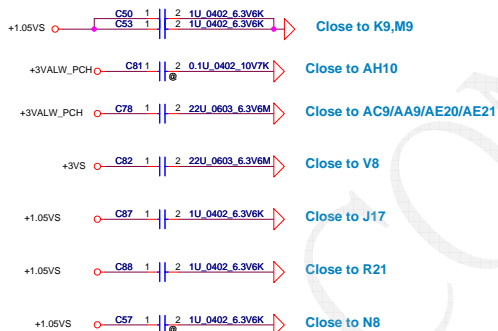 C50 1 2 1U_0402_6.3V6K
+1.05VS C53 1 2 1U_0402_6.3V6K Close to K9,M9
+3VALW_PCH C81 1 2 0.1U_0402_10V7K Close to AH10
@
+3VALW_PCH C78 1 2 22U_0603_6.3V6M Close to AC9/AA9/AE20/AE21
+3VS C82 1 2 22U_0603_6.3V6M Close to V8
+1.05VS C87 1 2 1U_0402_6.3V6K Close to J17
+1.05VS C88 1 2 1U_0402_6.3V6K Close to R21
+1.05VS C57 1 2 1U_0402_6.3V6K Close to N8
@